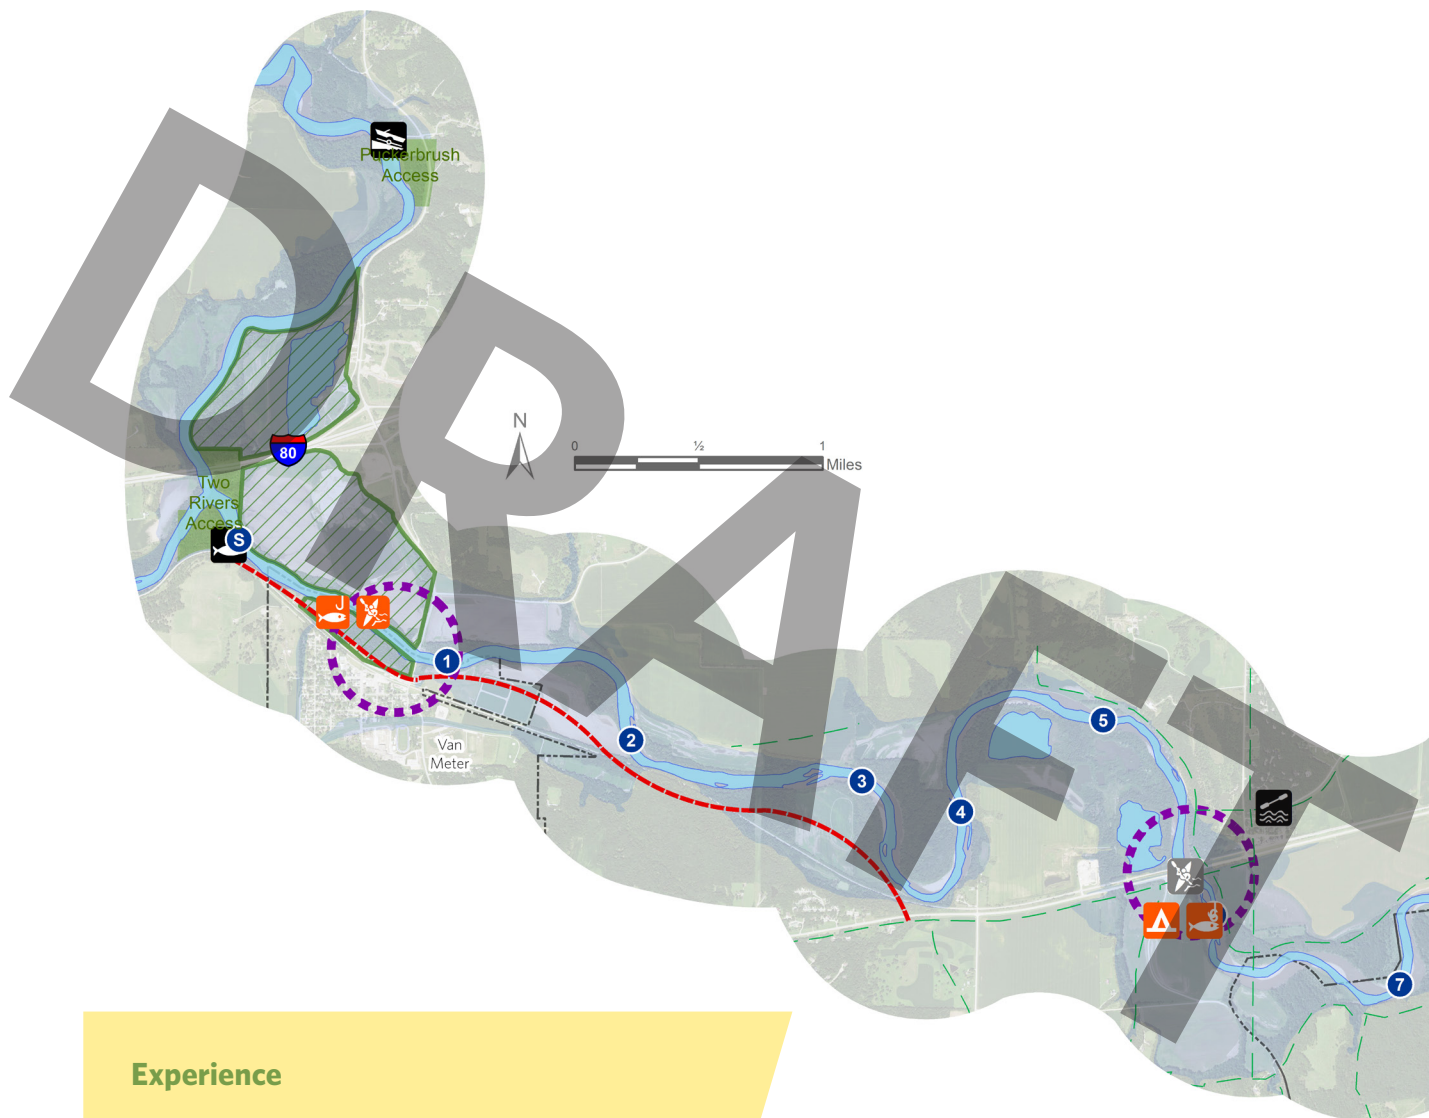 Puckerbrush
Access
80
Two
Rivers
Access
S
N
0 ½ 1
Miles
J
1
2
3
4
5
7
Van
Meter
DRAFT
Experience